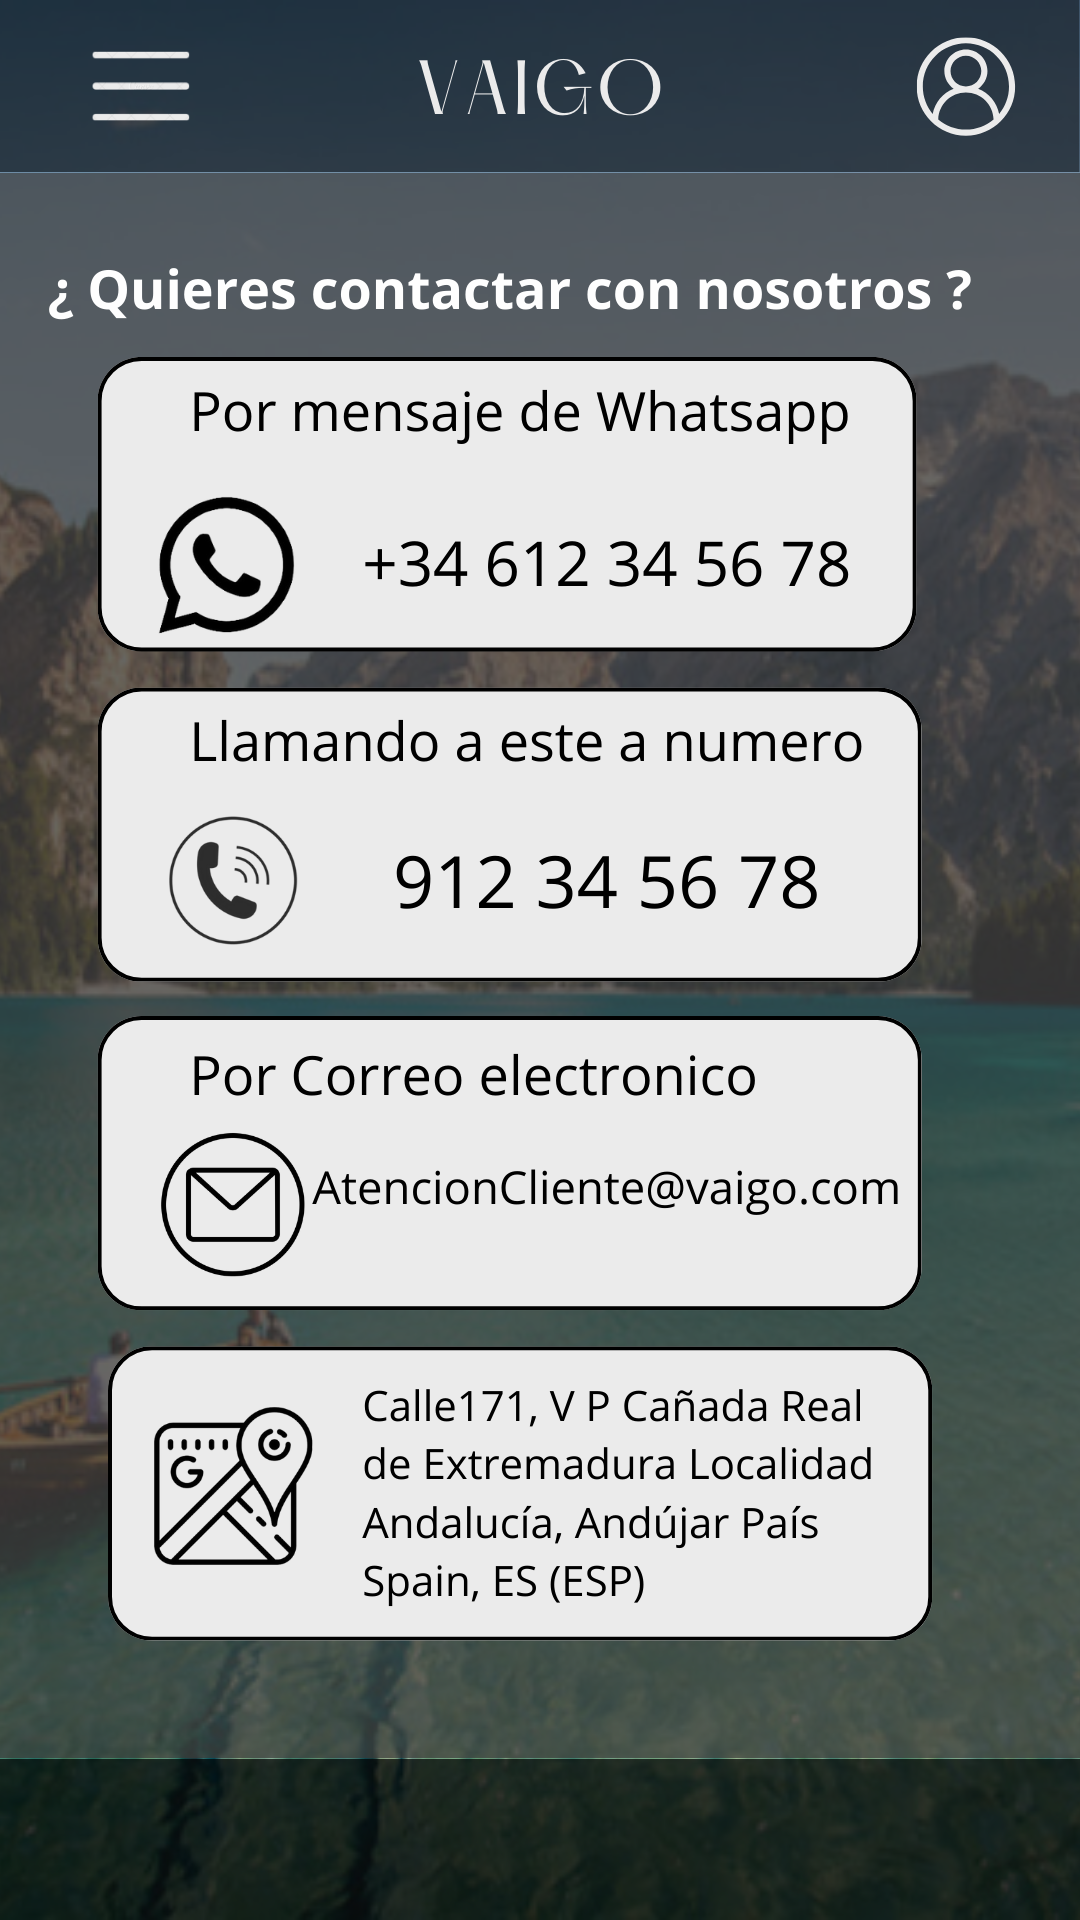 VAIGO
¿ Quieres contactar con nosotros ?
Por mensaje de Whatsapp
+34 612 34 56 78
Llamando a este a numero
912 34 56 78
Por Correo electronico
AtencionCliente@vaigo.com
G
Calle171, V P Cañada Real
de Extremadura Localidad
Andalucía, Andújar País
Spain, ES (ESP)